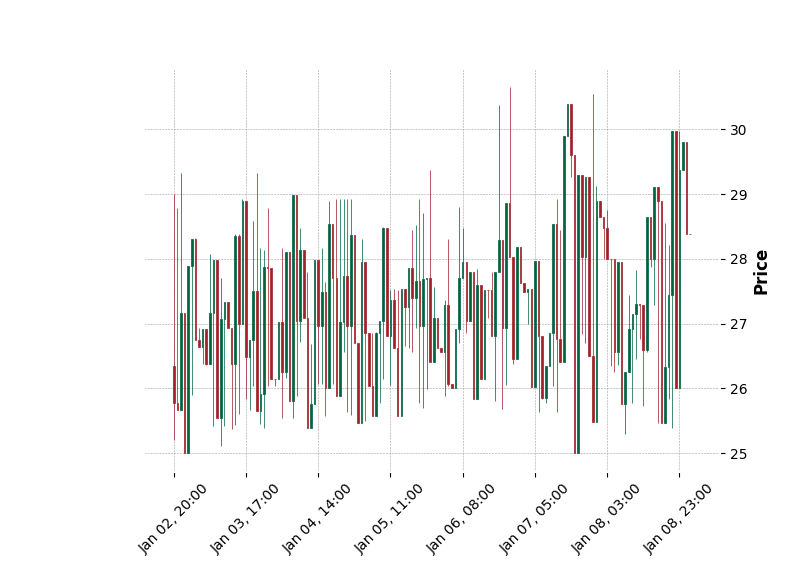 30
29
28
27
26
25
Price
Jan 02, 20:00
Jan 03, 17:00
Jan 04, 14:00
Jan 05, 11:00
Jan 06, 08:00
Jan 07, 05:00
Jan 08, 03:00
Jan 08, 23:00